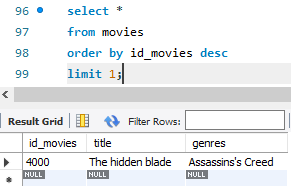 96 select *
97 from movies
98 order by id_movies desc
99 limit 1;
Result Grid Filter Rows:
id_movies title genres
4000 The hidden blade Assassins's Creed
NULL NULL NULL